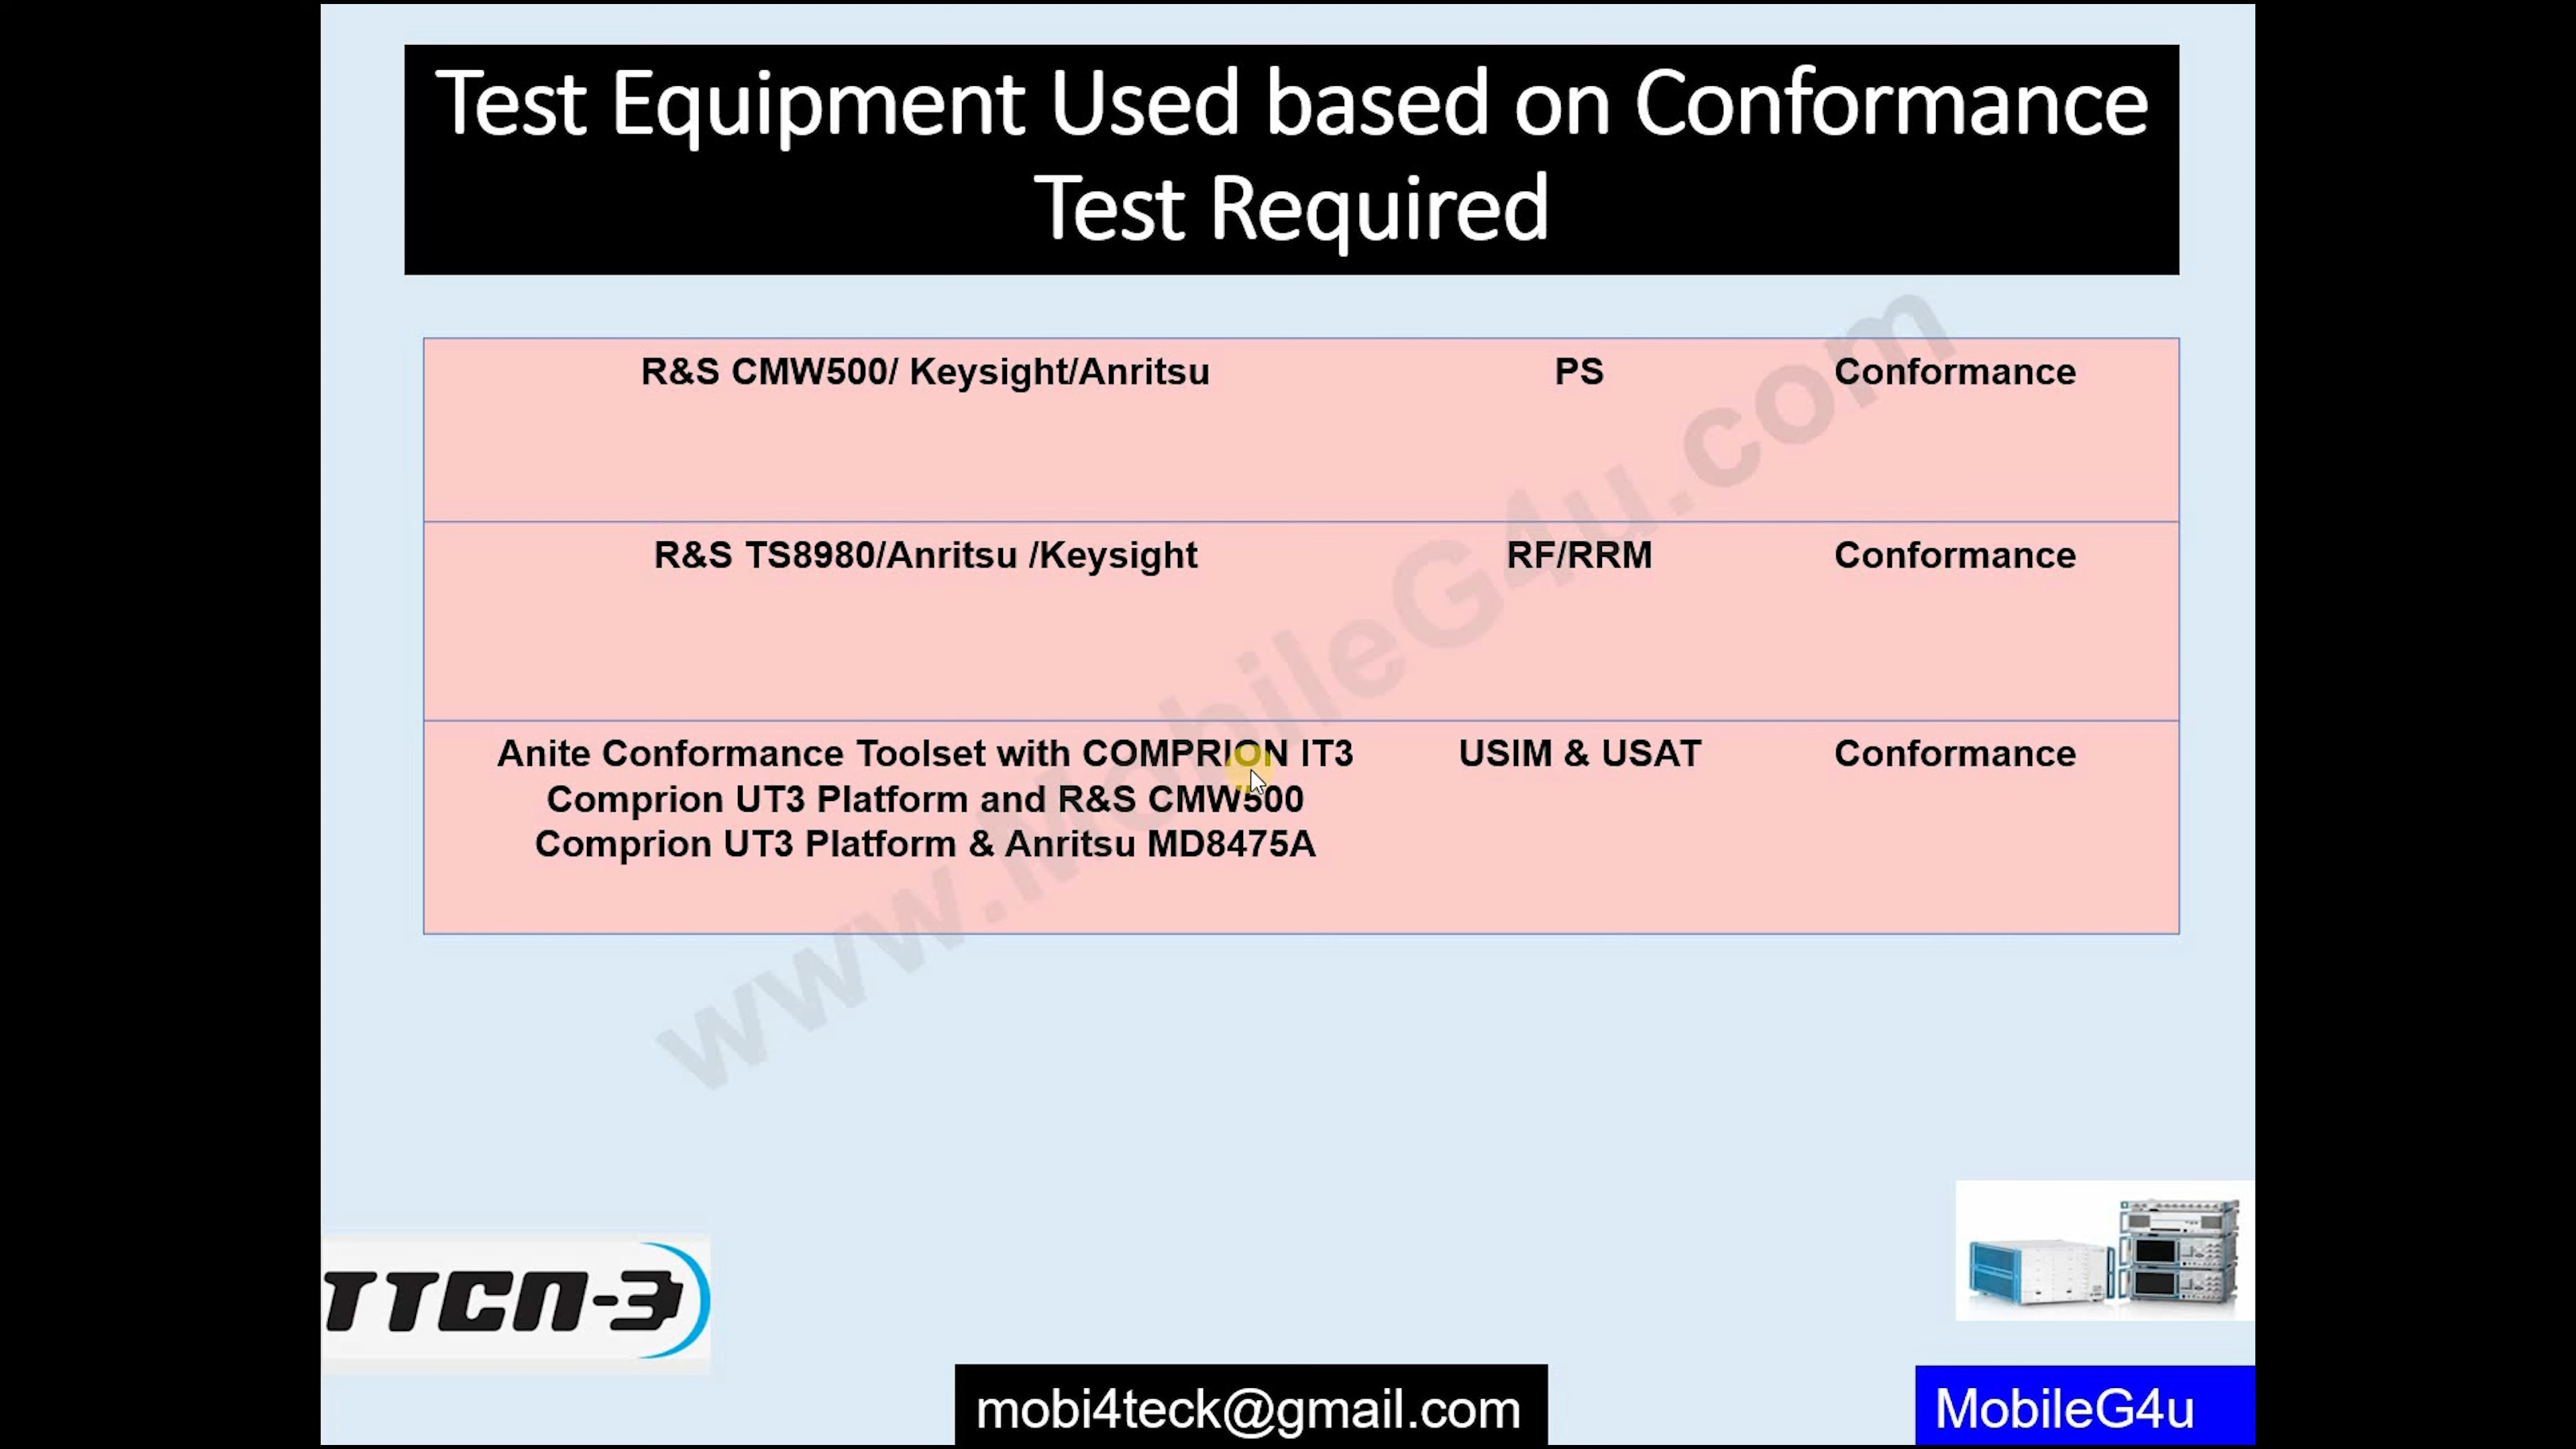 Test Equipment Used based on Conformance
Test Required
R&S CMW500/ Keysight/Anritsu PS Conformance
R&S TS8980/Anritsu /Keysight RF/RRM Conformance
Anite Conformance Toolset with COMPRION IT3 USIM & USAT Conformance
Comprion UT3 Platform and R&S CMW500
Comprion UT3 Platform & Anritsu MD8475A
www.MobileG4u.com
TTCN-3
mobi4teck@gmail.com
MobileG4u